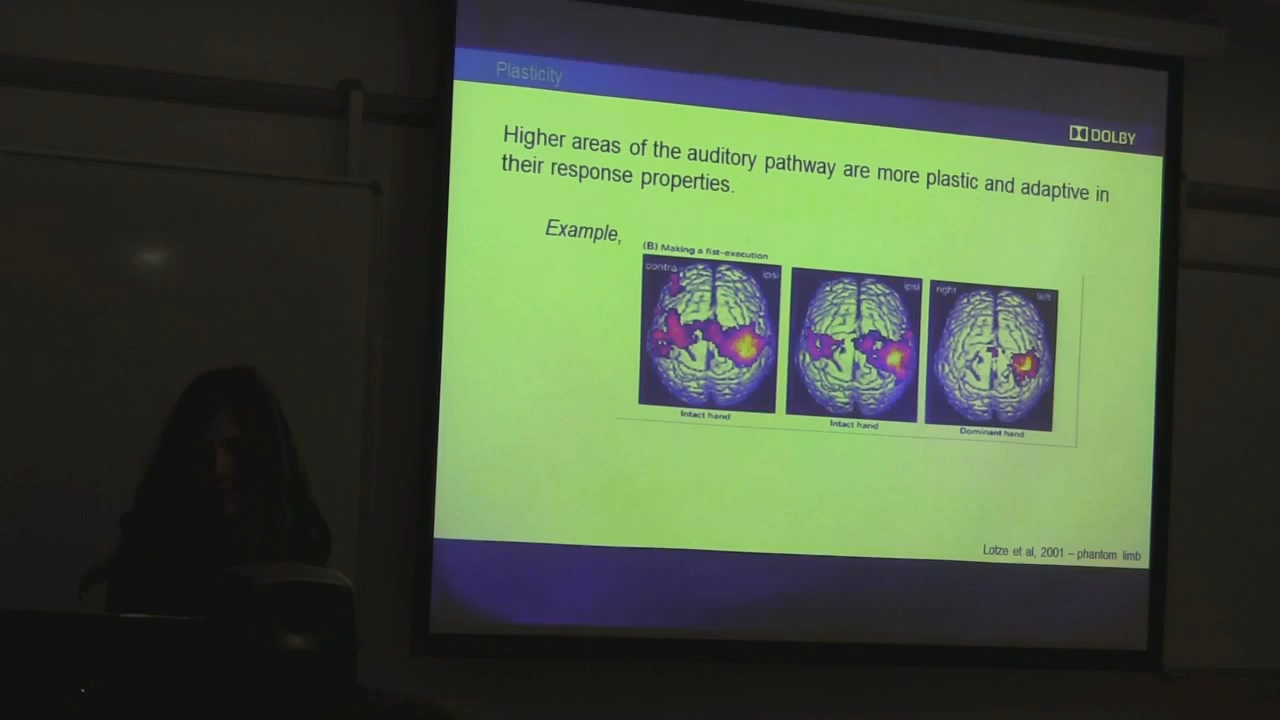 Plasticity
DOLBY
Higher areas of the auditory pathway are more plastic and adaptive in
their response properties.
Example,
(B) Making a fist-execution
contra ipsi
ipsi
right left
Intact hand
Intact hand
Dominant hand
Lotze et al, 2001 – phantom limb